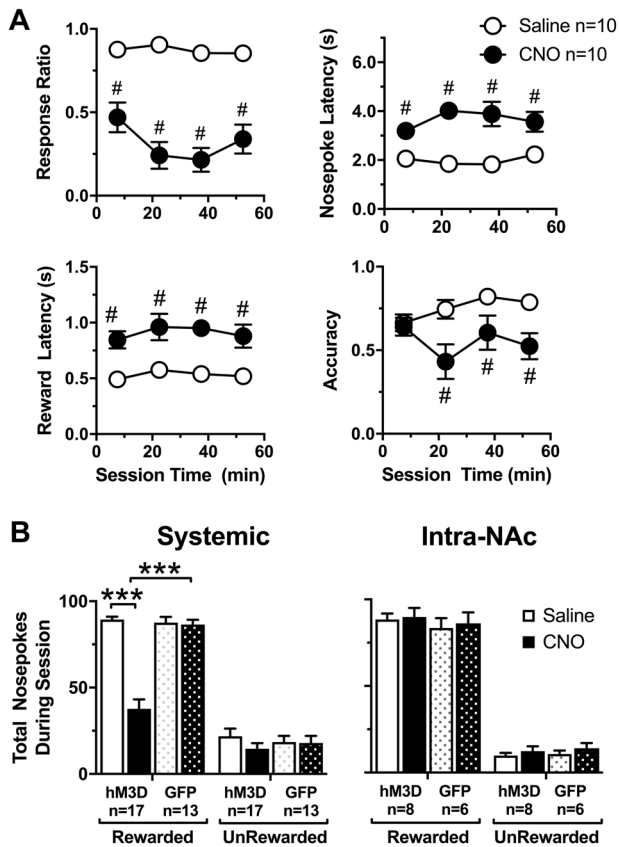 A
Saline n=10
CNO n=10
Response Ratio
1.0
0.5
0.0
# # # #
0 20 40 60
Nosepoke Latency (s)
6.0
4.0
2.0
0.0
# # # #
0 20 40 60
Reward Latency (s)
1.5
1.0
0.5
0.0
# # # #
0 20 40 60
Session Time (min)
Accuracy
1.0
0.5
0.0
# # #
0 20 40 60
Session Time (min)
B
Systemic
Intra-NAc
Total Nosepokes
During Session
100
50
0
***
***
Saline
CNO
hM3D GFP hM3D GFP
n=17 n=13 n=17 n=13
Rewarded UnRewarded
hM3D GFP hM3D GFP
n=8 n=6 n=8 n=6
Rewarded UnRewarded